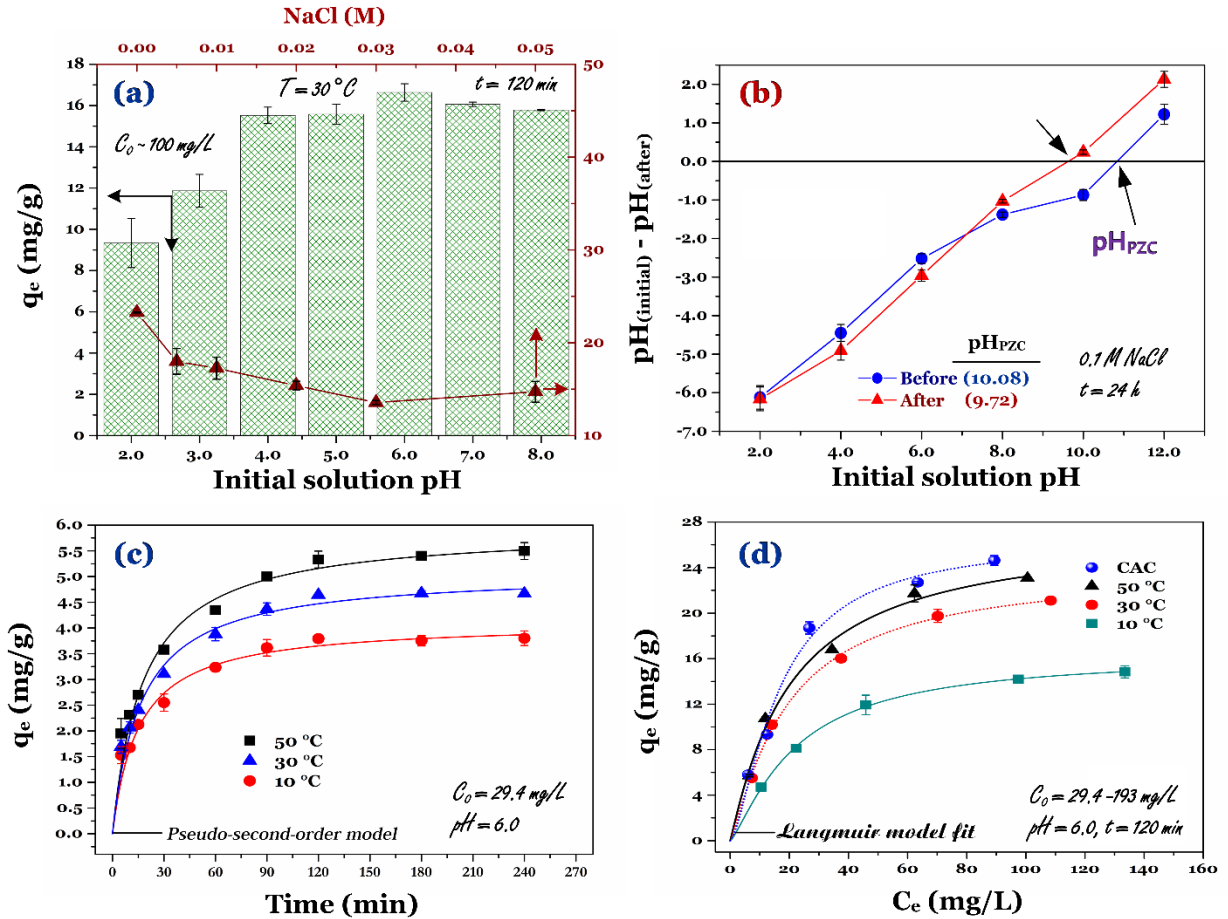 NaCl (M)
0.00 0.01 0.02 0.03 0.04 0.05
(a)
T = 30°C
t = 120 min
C₀ ~ 100 mg/L
18
16
14
12
10
8
6
4
2
0
qₑ (mg/g)
50
40
30
20
10
2.0 3.0 4.0 5.0 6.0 7.0 8.0
Initial solution pH
(b)
pH(initial) - pH(after)
2.0
1.0
0.0
-1.0
-2.0
-3.0
-4.0
-5.0
-6.0
-7.0
pHPZC
pHPZC
Before (10.08)
After (9.72)
0.1 M NaCl
t = 24 h
2.0 4.0 6.0 8.0 10.0 12.0
Initial solution pH
(c)
qₑ (mg/g)
6.0
5.5
5.0
4.5
4.0
3.5
3.0
2.5
2.0
1.5
1.0
0.5
0.0
50 °C
30 °C
10 °C
C₀ = 29.4 mg/L
pH = 6.0
Pseudo-second-order model
0 30 60 90 120 150 180 210 240 270
Time (min)
(d)
qₑ (mg/g)
28
24
20
16
12
8
4
0
CAC
50 °C
30 °C
10 °C
C₀ = 29.4 -193 mg/L
pH = 6.0, t = 120 min
Langmuir model fit
0 20 40 60 80 100 120 140 160
Cₑ (mg/L)